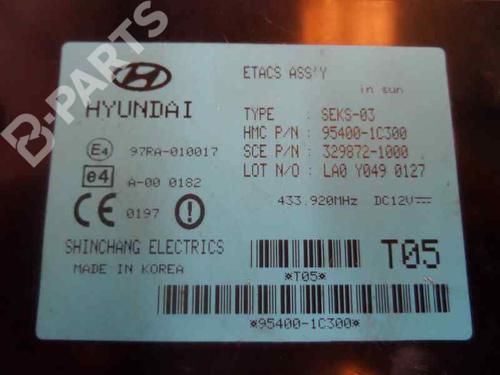 B-PARTS
ETACS ASS'Y
in sun
HYUNDAI
TYPE : SEKS-03
HMC P/N : 95400-1C300
SCE P/N : 329872-1000
LOT N/O : LA0 Y049 0127
E4 97RA-010017
e4 A-00 0182
433.920MHz DC12V
CE 0197 !
SHINCHANG ELECTRICS
MADE IN KOREA
T05
*T05*
*95400-1C300*